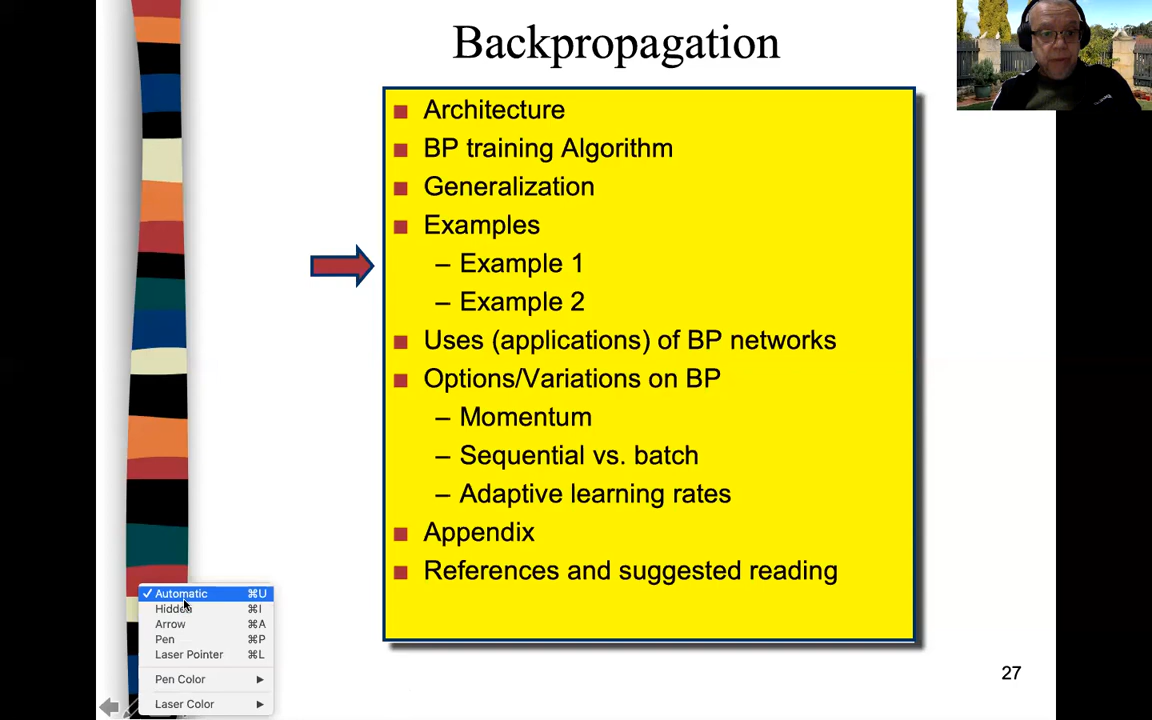 Backpropagation
Architecture
BP training Algorithm
Generalization
Examples
– Example 1
– Example 2
Uses (applications) of BP networks
Options/Variations on BP
– Momentum
– Sequential vs. batch
– Adaptive learning rates
Appendix
References and suggested reading
27
✓ Automatic ⌘U
Hidden ⌘I
Arrow ⌘A
Pen ⌘P
Laser Pointer ⌘L
Pen Color
Laser Color